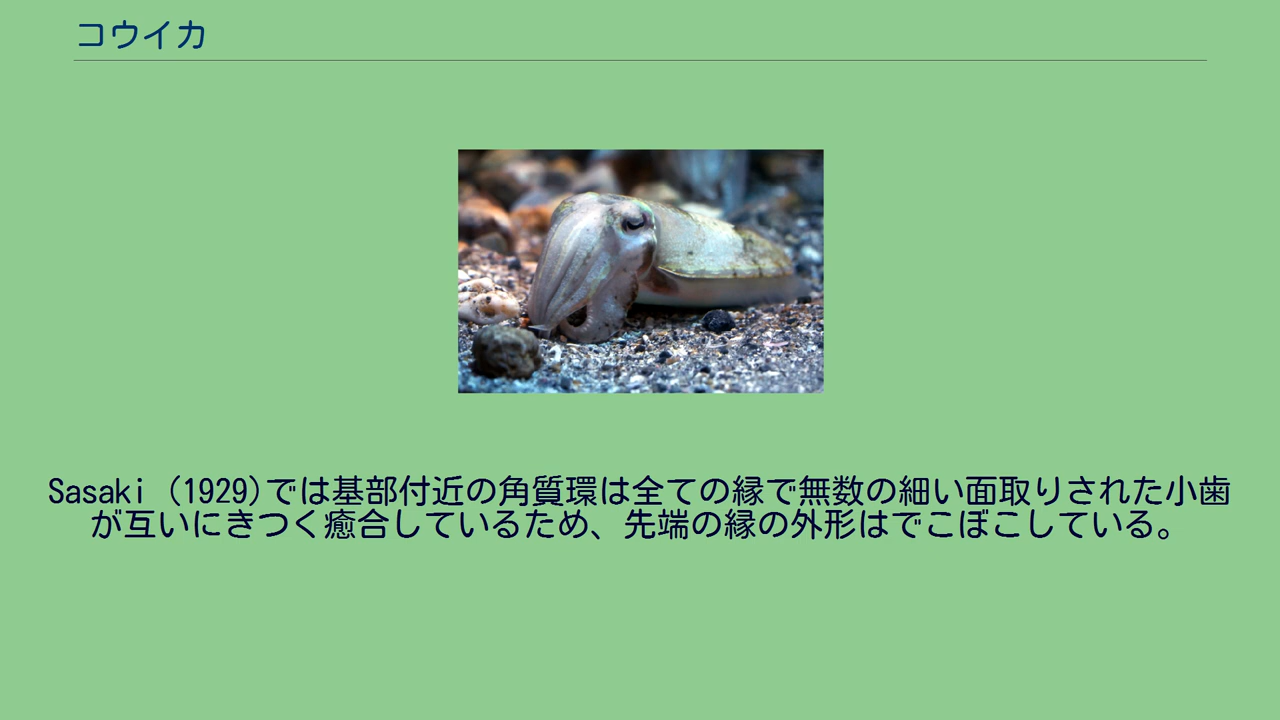 コウイカ
Sasaki (1929)では基部付近の角質環は全ての縁で無数の細い面取りされた小歯
が互いにきつく癒合しているため、先端の縁の外形はでこぼこしている。